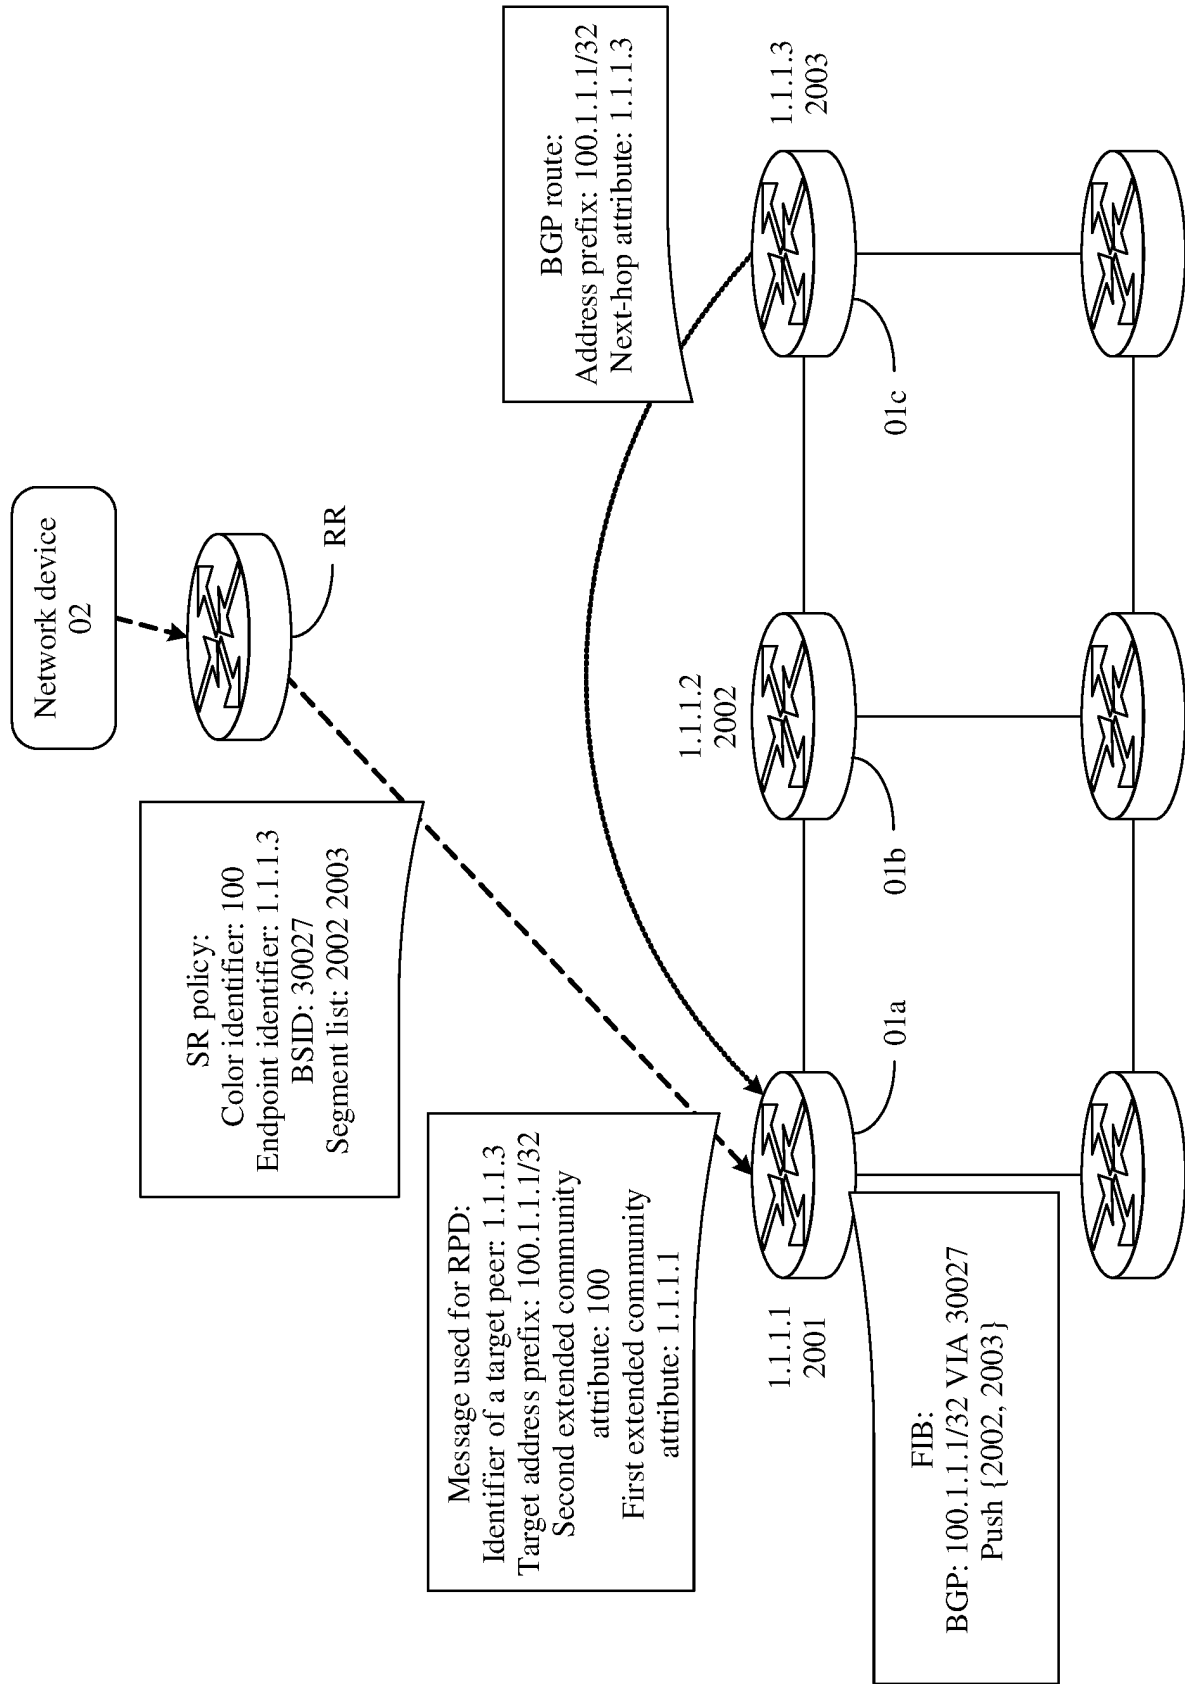 Network device
02
RR
SR policy:
Color identifier: 100
Endpoint identifier: 1.1.1.3
BSID: 30027
Segment list: 2002 2003
Message used for RPD:
Identifier of a target peer: 1.1.1.3
Target address prefix: 100.1.1.1/32
Second extended community
attribute: 100
First extended community
attribute: 1.1.1.1
BGP route:
Address prefix: 100.1.1.1/32
Next-hop attribute: 1.1.1.3
1.1.1.1
2001
01a
1.1.1.2
2002
01b
1.1.1.3
2003
01c
FIB:
BGP: 100.1.1.1/32 VIA 30027
Push {2002, 2003}